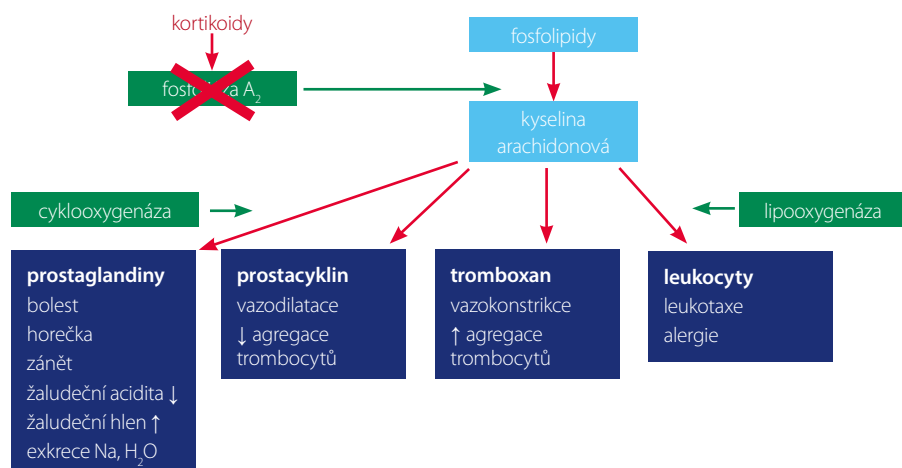 kortikoidy
fosfolipidy
fosfolipáza A₂
kyselina
arachidonová
cyklooxygenáza
lipooxygenáza
prostaglandiny
bolest
horečka
zánět
žaludeční acidita ↓
žaludeční hlen ↑
exkrece Na, H₂O
prostacyklin
vazodilatace
↓ agregace
trombocytů
tromboxan
vazokonstrikce
↑ agregace
trombocytů
leukocyty
leukotaxe
alergie